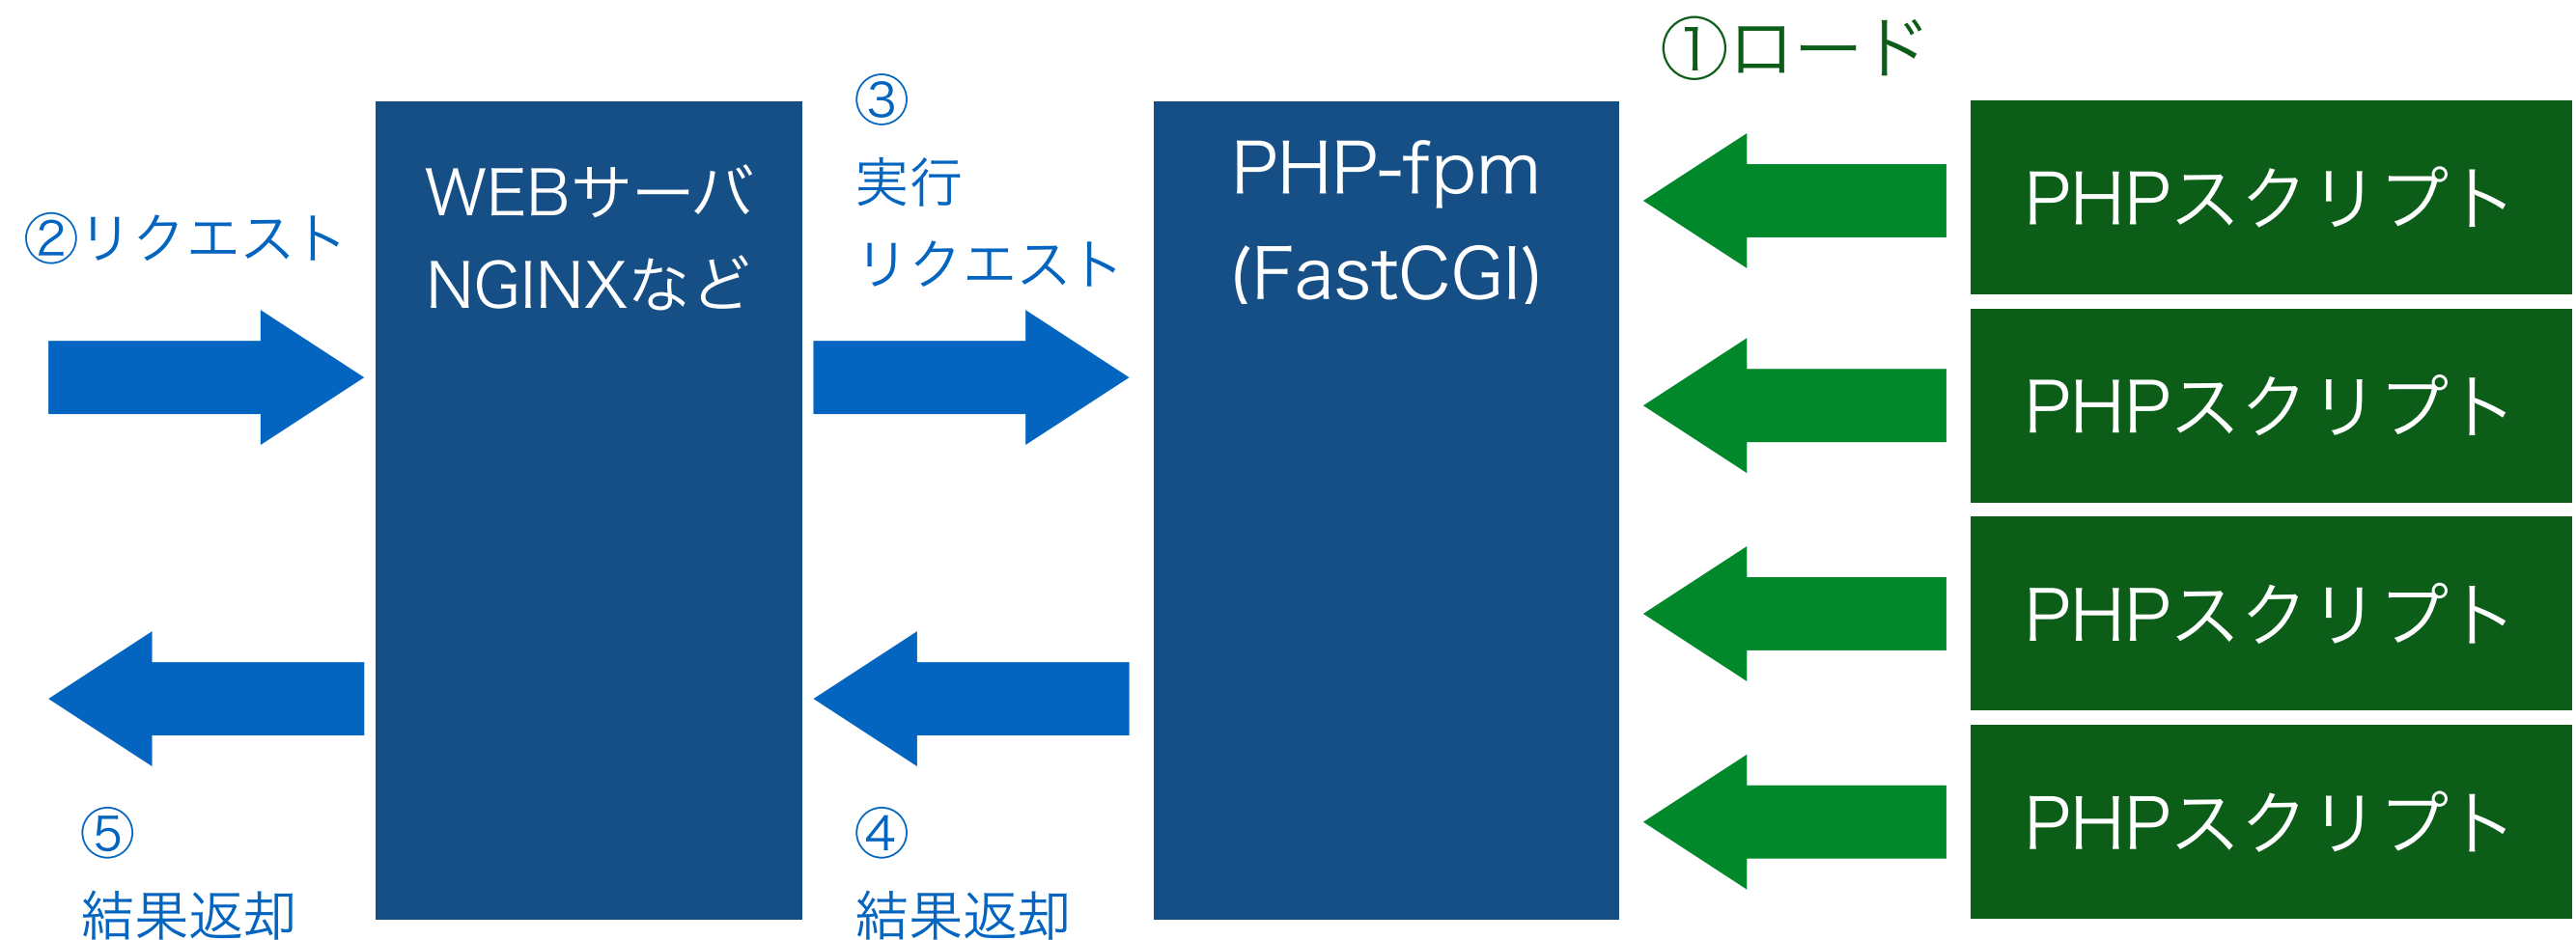 ①ロード
②リクエスト
WEBサーバ
NGINXなど
③
実行
リクエスト
PHP-fpm
(FastCGI)
PHPスクリプト
PHPスクリプト
PHPスクリプト
PHPスクリプト
⑤
結果返却
④
結果返却